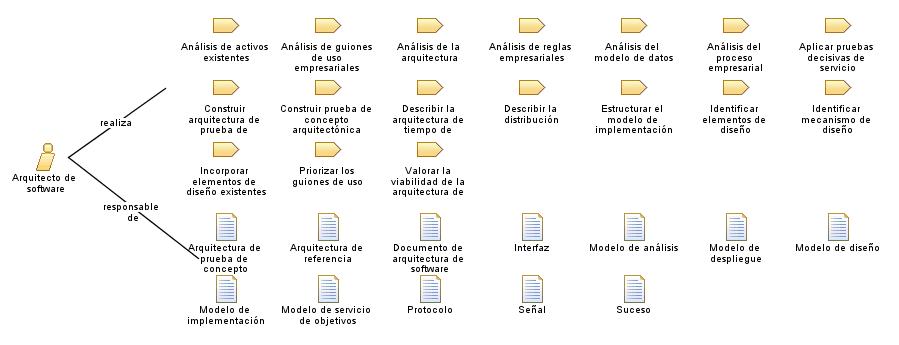 Análisis de activos
existentes
Análisis de guiones
de uso
empresariales
Análisis de la
arquitectura
Análisis de reglas
empresariales
Análisis del
modelo de datos
Análisis del
proceso
empresarial
Aplicar pruebas
decisivas de
servicio
Construir
arquitectura de
prueba de
Construir prueba de
concepto
arquitectónica
Describir la
arquitectura de
tiempo de
Describir la
distribución
Estructurar el
modelo de
implementación
Identificar
elementos de
diseño
Identificar
mecanismo de
diseño
realiza
Arquitecto de
software
Incorporar
elementos de
diseño existentes
Priorizar los
guiones de uso
Valorar la
viabilidad de la
arquitectura de
responsable
de
Arquitectura de
prueba de
concepto
Arquitectura de
referencia
Documento de
arquitectura de
software
Interfaz
Modelo de análisis
Modelo de
despliegue
Modelo de diseño
Modelo de
implementación
Modelo de servicio
de objetivos
Protocolo
Señal
Suceso